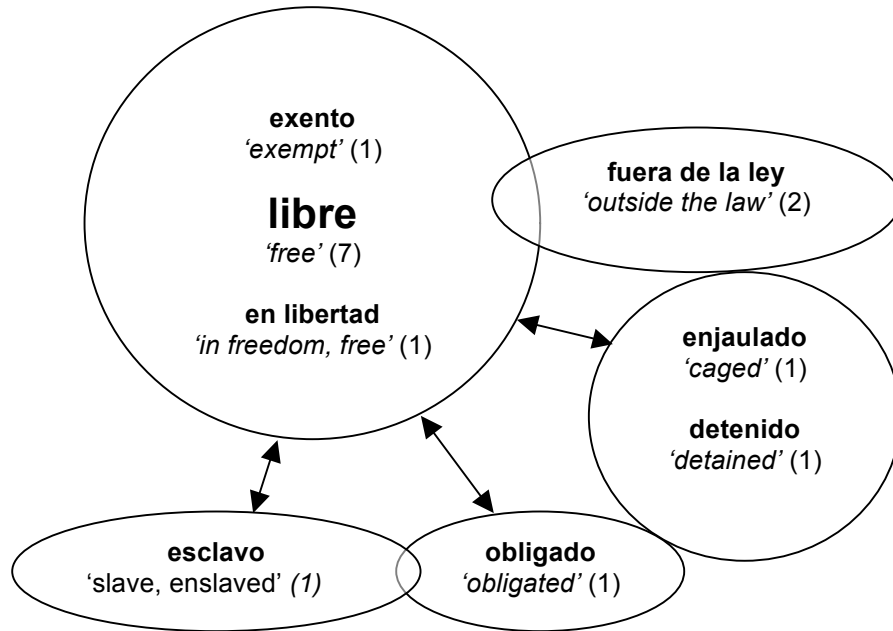 exento
‘exempt’ (1)
libre
‘free’ (7)
en libertad
‘in freedom, free’ (1)
fuera de la ley
‘outside the law’ (2)
enjaulado
‘caged’ (1)
detenido
‘detained’ (1)
esclavo
‘slave, enslaved’ (1)
obligado
‘obligated’ (1)